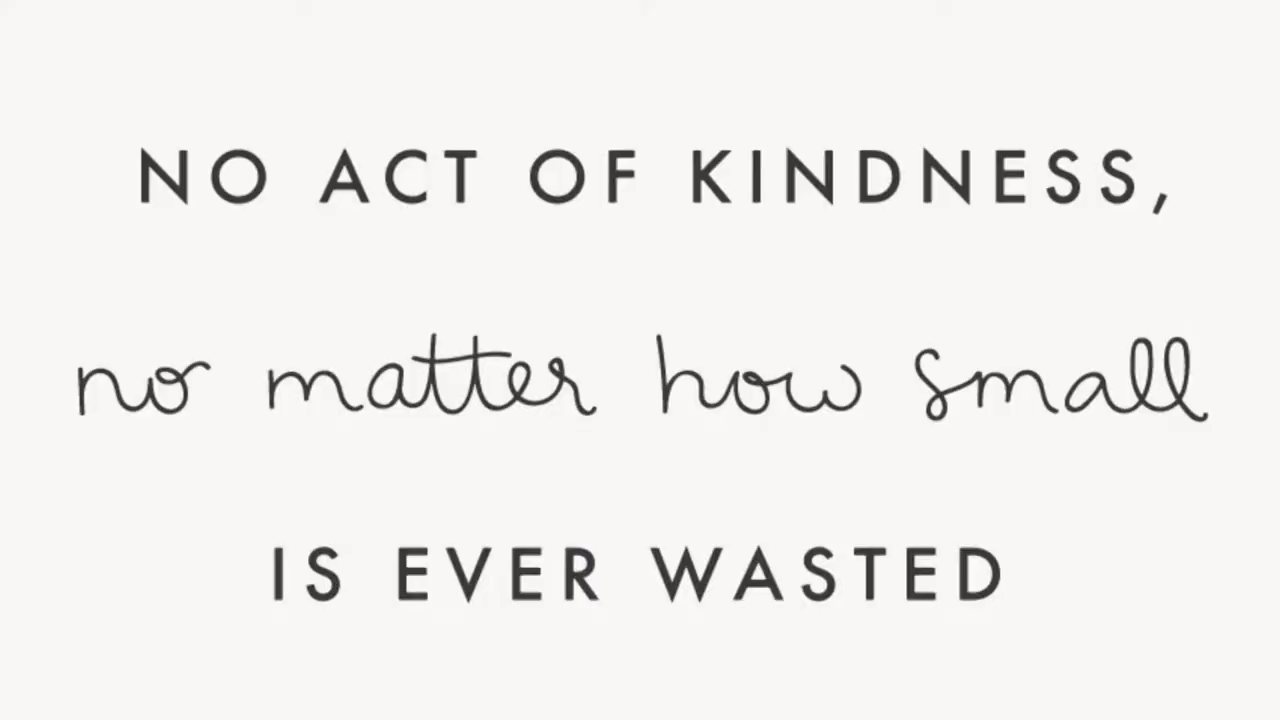 NO ACT OF KINDNESS,
no matter how small
IS EVER WASTED